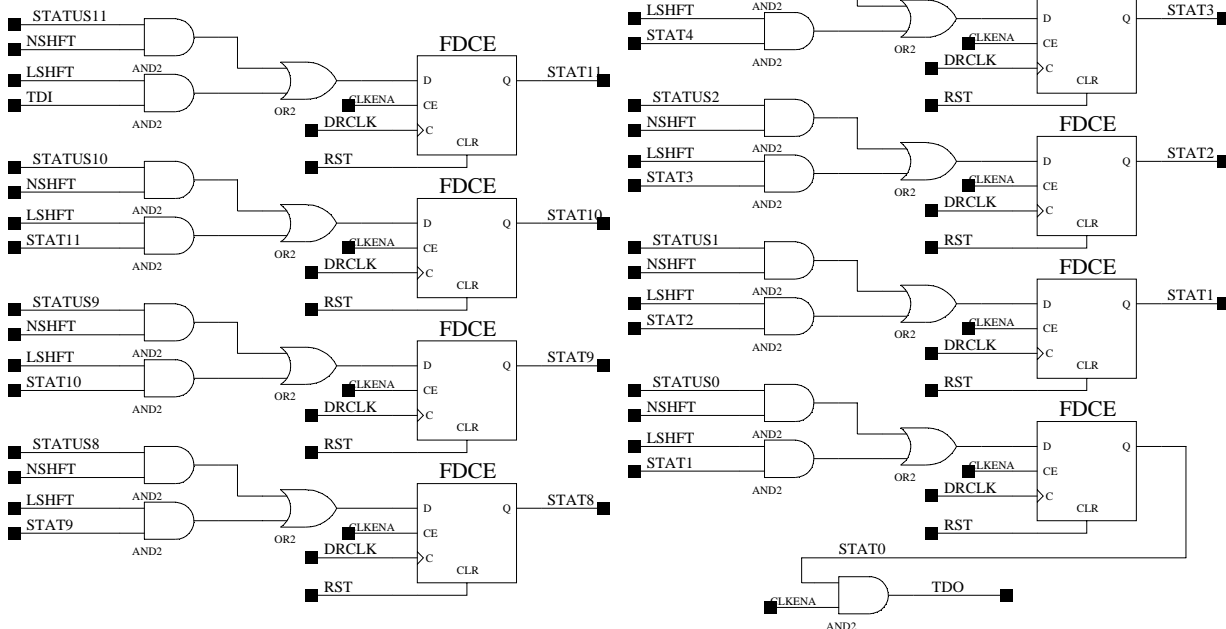 STATUS11
NSHFT
AND2
LSHFT
TDI
AND2
OR2
FDCE
D
Q
STAT11
CLKENA
CE
DRCLK
C
CLR
RST
STATUS10
NSHFT
AND2
LSHFT
STAT11
AND2
OR2
FDCE
D
Q
STAT10
CLKENA
CE
DRCLK
C
CLR
RST
STATUS9
NSHFT
AND2
LSHFT
STAT10
AND2
OR2
FDCE
D
Q
STAT9
CLKENA
CE
DRCLK
C
CLR
RST
STATUS8
NSHFT
AND2
LSHFT
STAT9
AND2
OR2
FDCE
D
Q
STAT8
CLKENA
CE
DRCLK
C
CLR
RST
AND2
LSHFT
STAT4
AND2
OR2
D
Q
STAT3
CLKENA
CE
DRCLK
C
CLR
RST
STATUS2
NSHFT
AND2
LSHFT
STAT3
AND2
OR2
FDCE
D
Q
STAT2
CLKENA
CE
DRCLK
C
CLR
RST
STATUS1
NSHFT
AND2
LSHFT
STAT2
AND2
OR2
FDCE
D
Q
STAT1
CLKENA
CE
DRCLK
C
CLR
RST
STATUS0
NSHFT
AND2
LSHFT
STAT1
AND2
OR2
FDCE
D
Q
CLKENA
CE
DRCLK
C
CLR
RST
STAT0
CLKENA
TDO
AND2